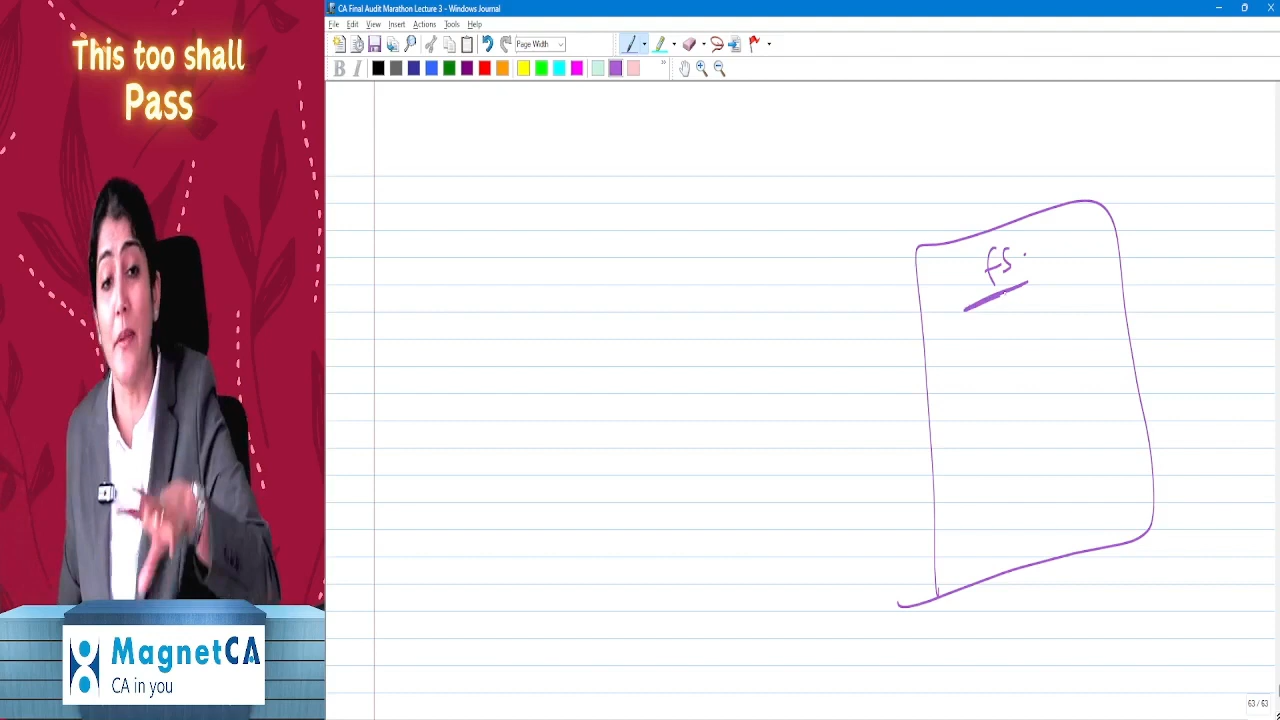 This too shall
Pass
MagnetCA
CA in you
CA Final Audit Marathon Lecture 3 - Windows Journal
File Edit View Insert Actions Tools Help
Page Width
B I
fs.
63 / 63